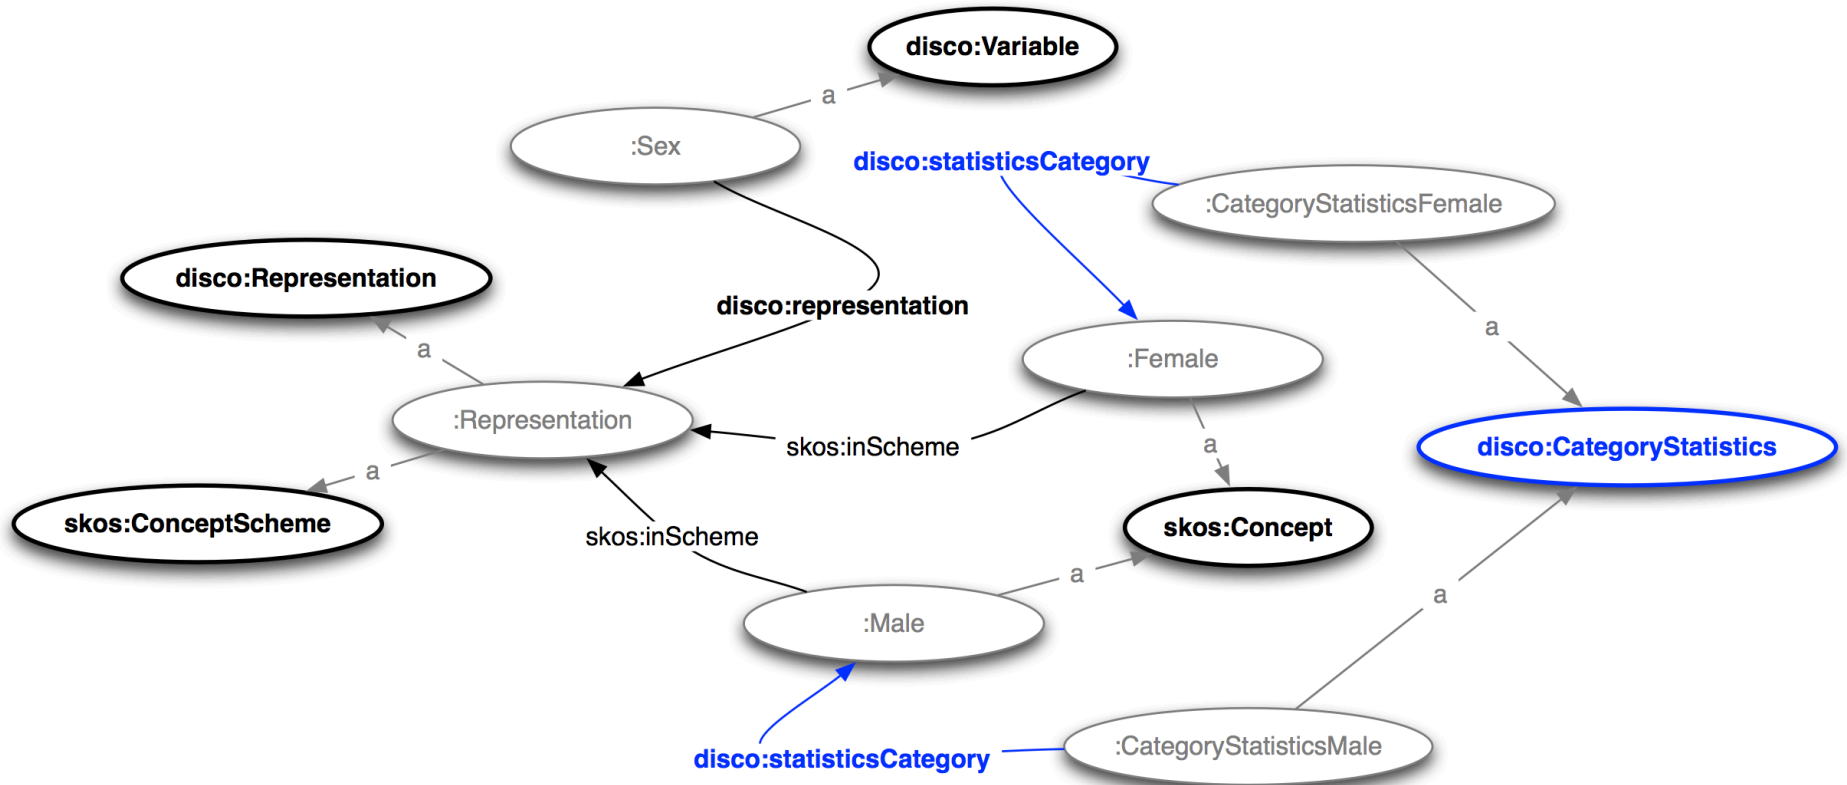 disco:Variable
a
:Sex
disco:statisticsCategory
:CategoryStatisticsFemale
disco:Representation
disco:representation
a
a
:Female
:Representation
skos:inScheme
a
disco:CategoryStatistics
a
skos:ConceptScheme
skos:inScheme
skos:Concept
a
a
:Male
disco:statisticsCategory
:CategoryStatisticsMale